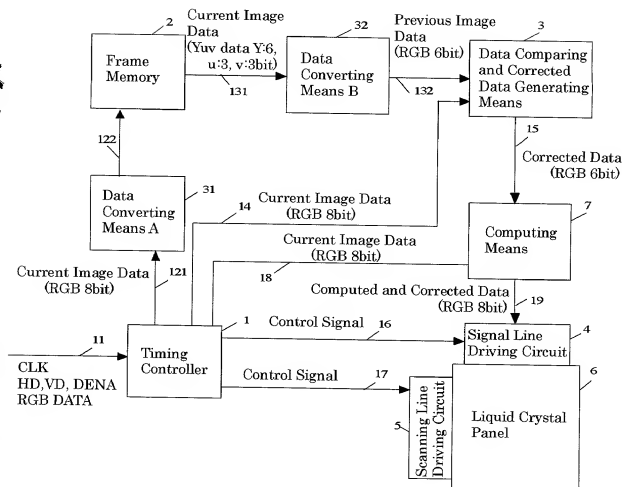 2
Current Image
Data
(Yuv data Y:6,
u:3, v:3bit)
131
32
Previous Image
Data
(RGB 6bit)
132
3
Frame
Memory
Data
Converting
Means B
Data Comparing
and Corrected
Data Generating
Means
122
15
Corrected Data
(RGB 6bit)
31
Data
Converting
Means A
14
Current Image Data
(RGB 8bit)
7
Computing
Means
Current Image Data
(RGB 8bit)
18
Current Image Data
(RGB 8bit)
121
Computed and Corrected Data
(RGB 8bit)
19
11
CLK
HD,VD, DENA
RGB DATA
1
Timing
Controller
Control Signal
16
Signal Line
Driving Circuit
4
Control Signal
17
5
Scanning Line
Driving Circuit
Liquid Crystal
Panel
6